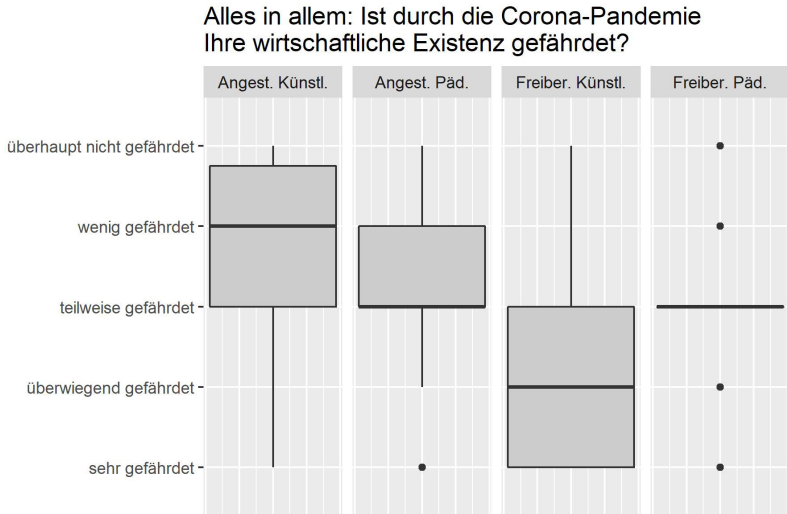 Alles in allem: Ist durch die Corona-Pandemie
Ihre wirtschaftliche Existenz gefährdet?
Angest. Künstl.
Angest. Päd.
Freiber. Künstl.
Freiber. Päd.
überhaupt nicht gefährdet
wenig gefährdet
teilweise gefährdet
überwiegend gefährdet
sehr gefährdet